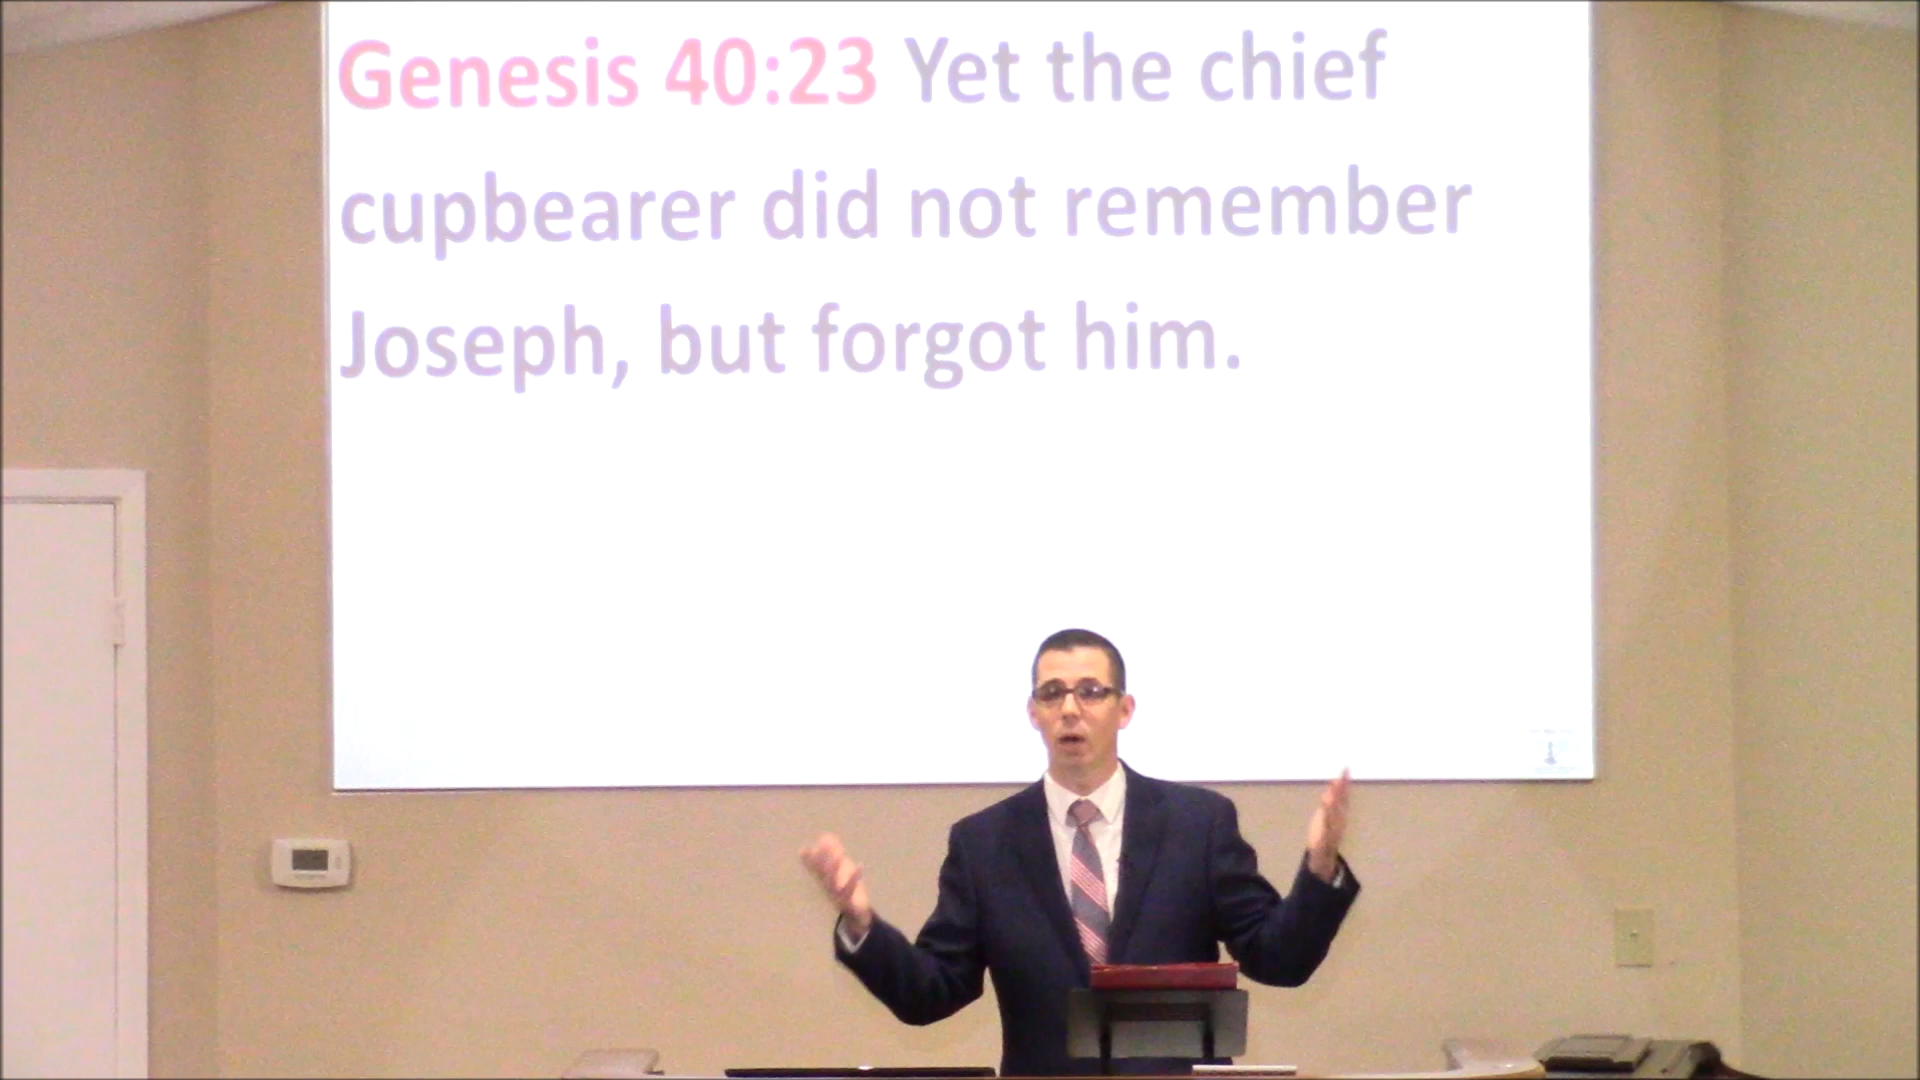 Genesis 40:23 Yet the chief
cupbearer did not remember
Joseph, but forgot him.